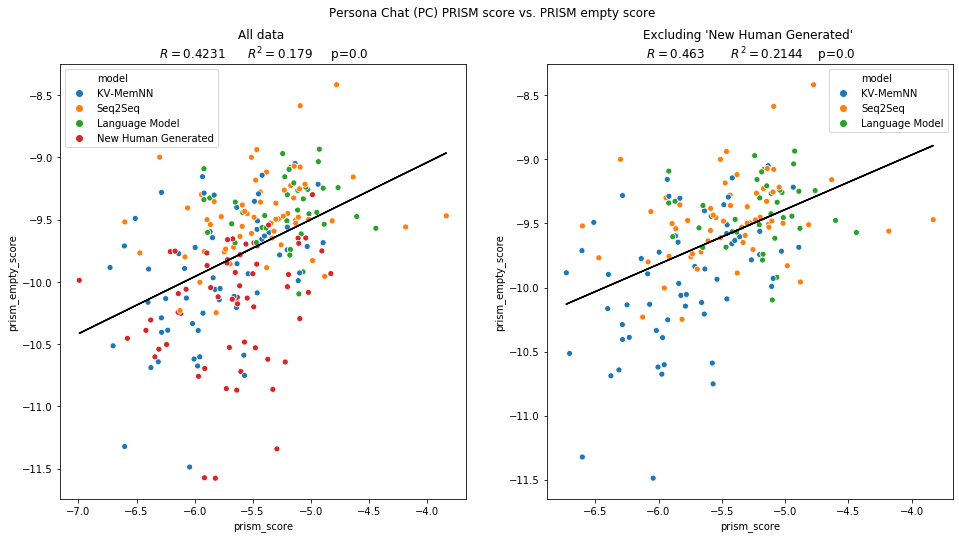 Persona Chat (PC) PRISM score vs. PRISM empty score
All data
R = 0.4231 R² = 0.179 p=0.0
model
KV-MemNN
Seq2Seq
Language Model
New Human Generated
−8.5
−9.0
−9.5
−10.0
−10.5
−11.0
−11.5
prism_empty_score
−7.0 −6.5 −6.0 −5.5 −5.0 −4.5 −4.0
prism_score
Excluding 'New Human Generated'
R = 0.463 R² = 0.2144 p=0.0
model
KV-MemNN
Seq2Seq
Language Model
−8.5
−9.0
−9.5
−10.0
−10.5
−11.0
−11.5
prism_empty_score
−6.5 −6.0 −5.5 −5.0 −4.5 −4.0
prism_score